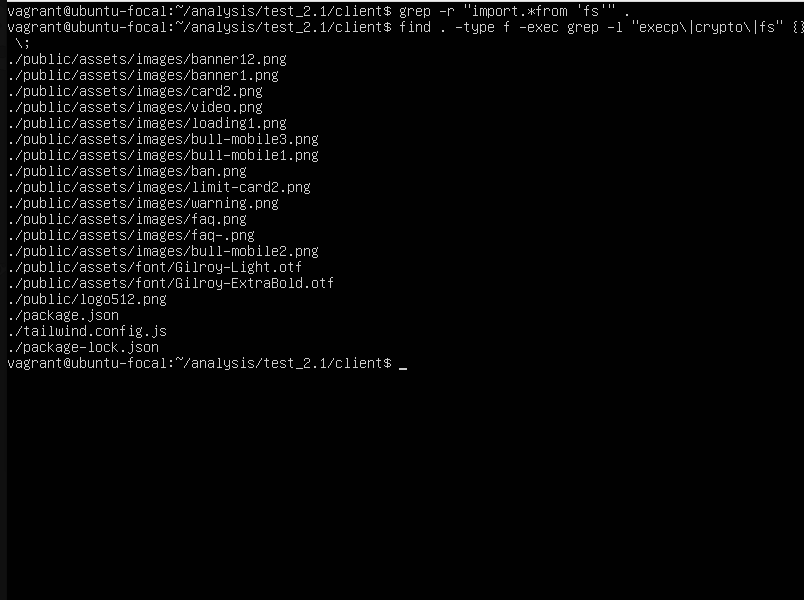 vagrant@ubuntu-focal:~/analysis/test_2.1/client$ grep -r "import.*from 'fs'" .
vagrant@ubuntu-focal:~/analysis/test_2.1/client$ find . -type f -exec grep -l "execp\|crypto\|fs" {}
 \;
./public/assets/images/banner12.png
./public/assets/images/banner1.png
./public/assets/images/card2.png
./public/assets/images/video.png
./public/assets/images/loading1.png
./public/assets/images/bull-mobile3.png
./public/assets/images/bull-mobile1.png
./public/assets/images/ban.png
./public/assets/images/limit-card2.png
./public/assets/images/warning.png
./public/assets/images/faq.png
./public/assets/images/faq-.png
./public/assets/images/bull-mobile2.png
./public/assets/font/Gilroy-Light.otf
./public/assets/font/Gilroy-ExtraBold.otf
./public/logo512.png
./package.json
./tailwind.config.js
./package-lock.json
vagrant@ubuntu-focal:~/analysis/test_2.1/client$ _